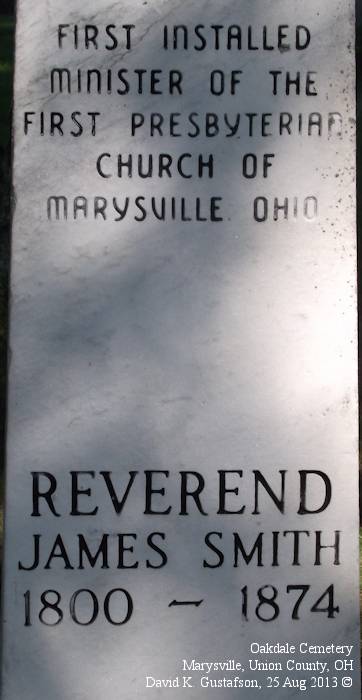 FIRST INSTALLED
MINISTER OF THE
FIRST PRESBYTERIAN
CHURCH OF
MARYSVILLE OHIO
REVEREND
JAMES SMITH
1800 ~ 1874
Oakdale Cemetery
Marysville, Union County, OH
David K. Gustafson, 25 Aug 2013 ©